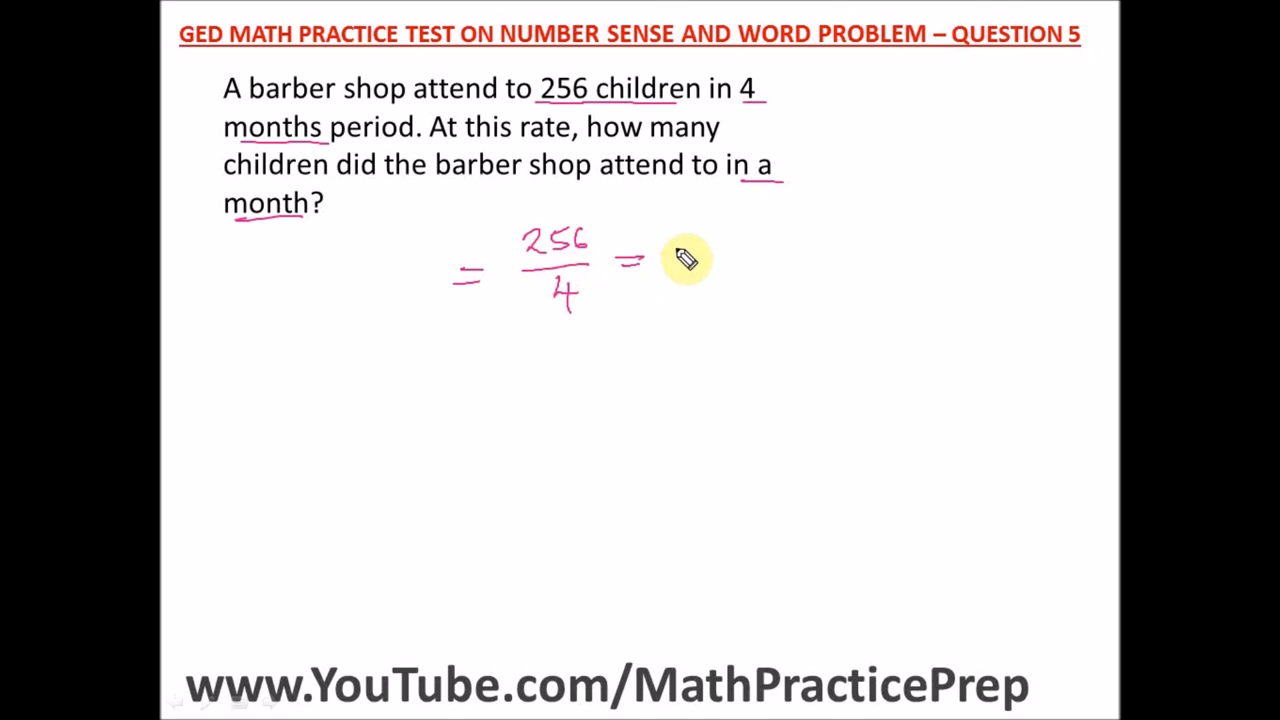 GED MATH PRACTICE TEST ON NUMBER SENSE AND WORD PROBLEM – QUESTION 5
A barber shop attend to 256 children in 4
months period. At this rate, how many
children did the barber shop attend to in a
month?
= 256/4 =
www.YouTube.com/MathPracticePrep